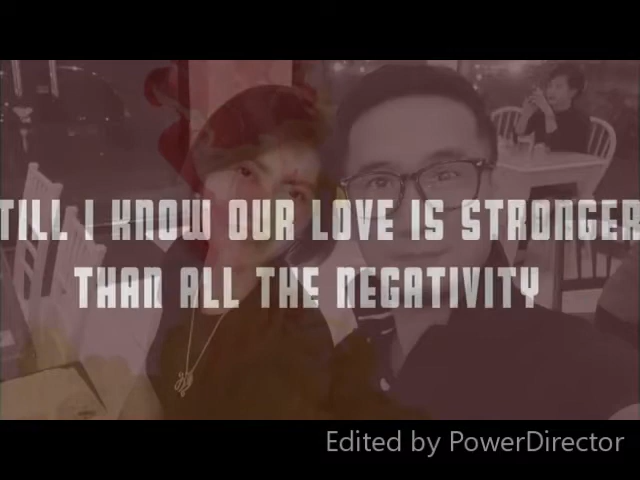 TILL I KNOW OUR LOVE IS STRONGER
THAN ALL THE NEGATIVITY
Edited by PowerDirector